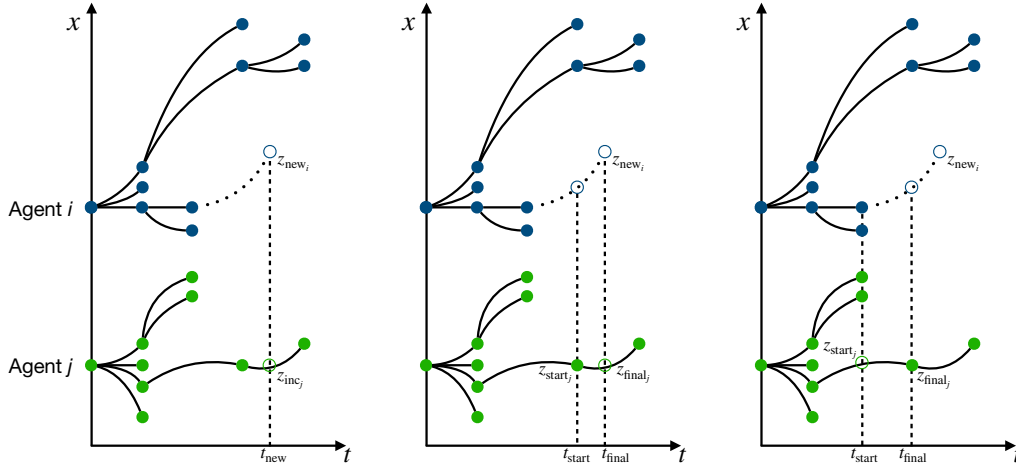 x
x
x
z_new_i
z_new_i
z_new_i
Agent i
z_start_j
Agent j
z_inc_j
z_start_j
z_final_j
z_final_j
t_new
t
t_start
t_final
t
t_start
t_final
t